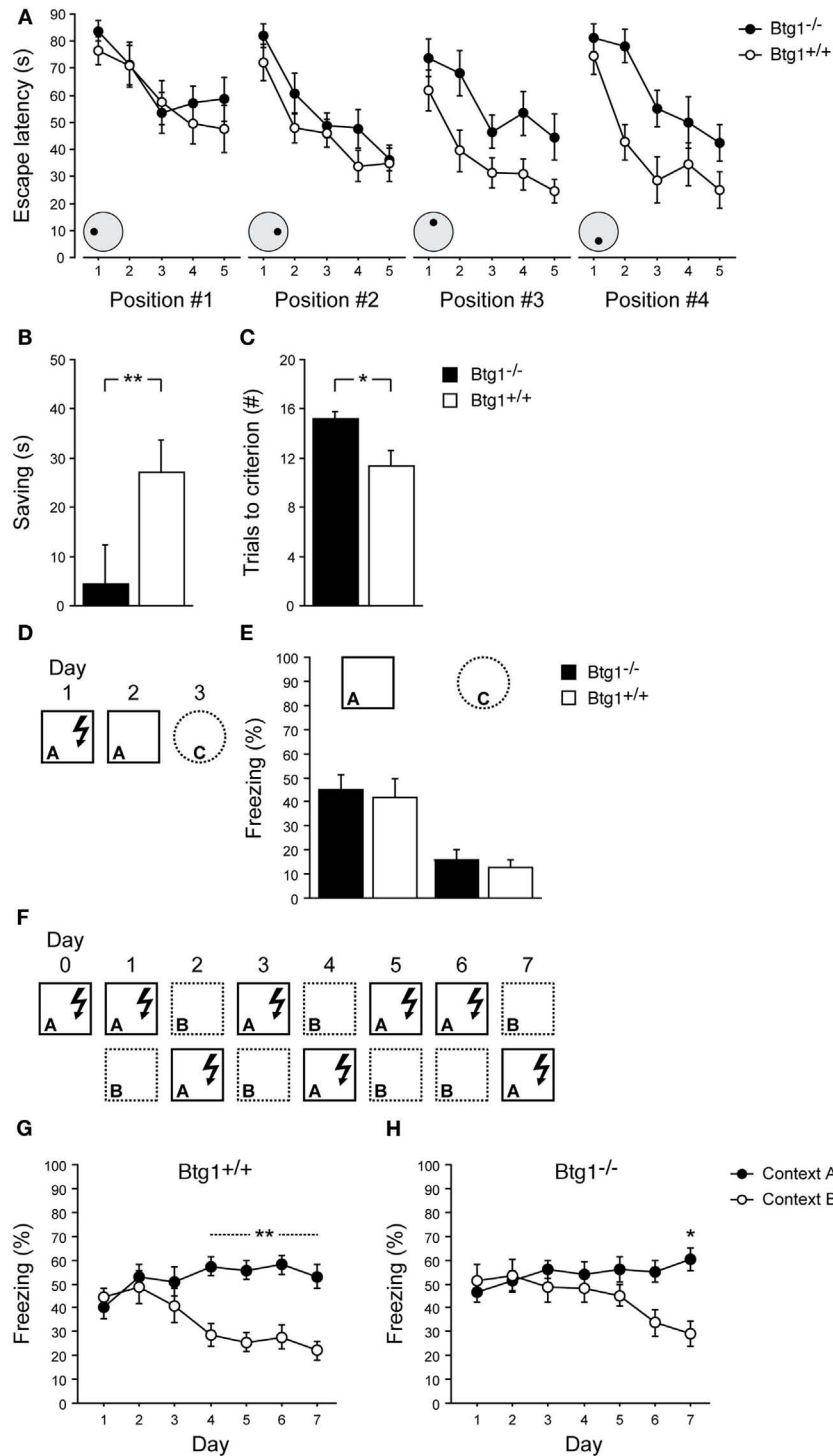 A
Escape latency (s)
90
80
70
60
50
40
30
20
10
0
1 2 3 4 5
1 2 3 4 5
1 2 3 4 5
1 2 3 4 5
Position #1
Position #2
Position #3
Position #4
Btg1-/-
Btg1+/+
B
Saving (s)
50
40
30
20
10
0
**
C
Trials to criterion (#)
20
16
12
8
4
0
*
Btg1-/-
Btg1+/+
D
Day
1 2 3
A A C
E
Freezing (%)
100
90
80
70
60
50
40
30
20
10
0
A C
Btg1-/-
Btg1+/+
F
Day
0 1 2 3 4 5 6 7
A A B A B A A B
B A B A B B A
G
Btg1+/+
Freezing (%)
100
90
80
70
60
50
40
30
20
10
0
**
1 2 3 4 5 6 7
Day
H
Btg1-/-
Freezing (%)
100
90
80
70
60
50
40
30
20
10
0
*
1 2 3 4 5 6 7
Day
Context A
Context B